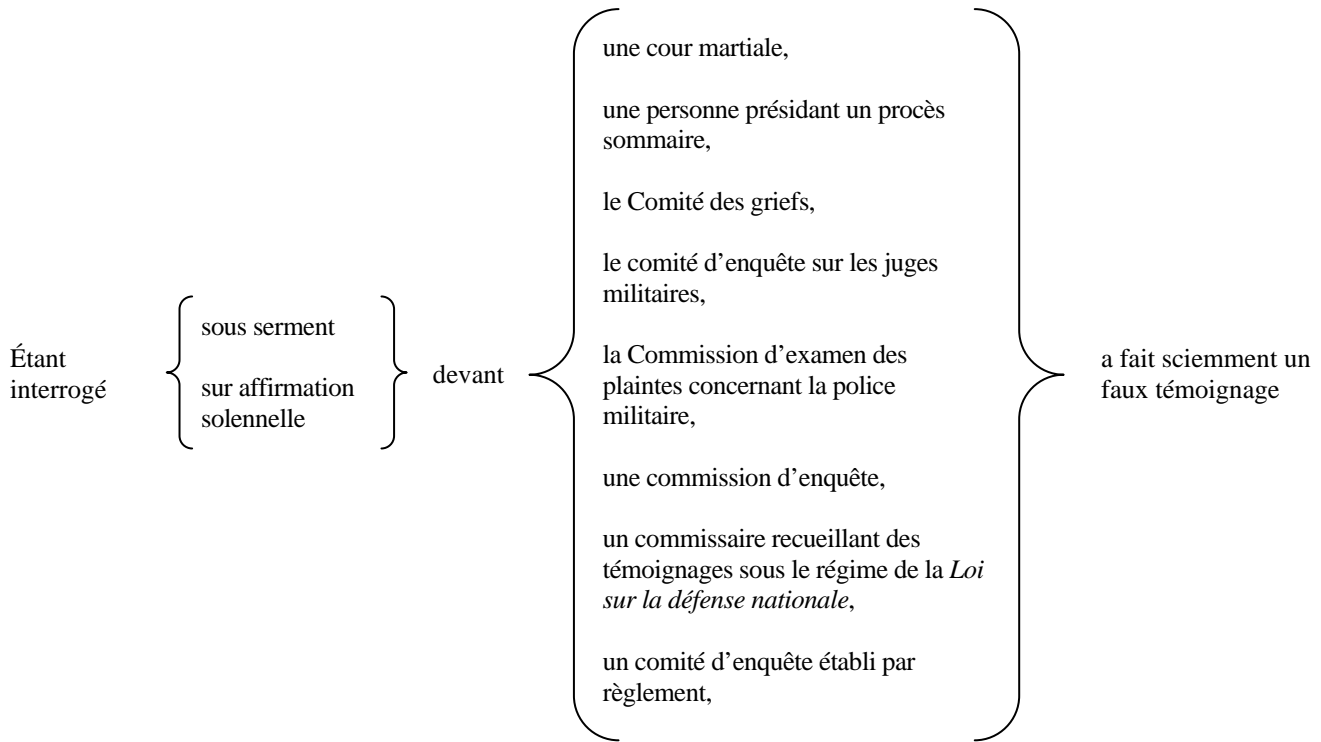 Étant
interrogé
sous serment
sur affirmation
solennelle
devant
une cour martiale,
une personne présidant un procès
sommaire,
le Comité des griefs,
le comité d’enquête sur les juges
militaires,
la Commission d’examen des
plaintes concernant la police
militaire,
une commission d’enquête,
un commissaire recueillant des
témoignages sous le régime de la Loi
sur la défense nationale,
un comité d’enquête établi par
règlement,
a fait sciemment un
faux témoignage